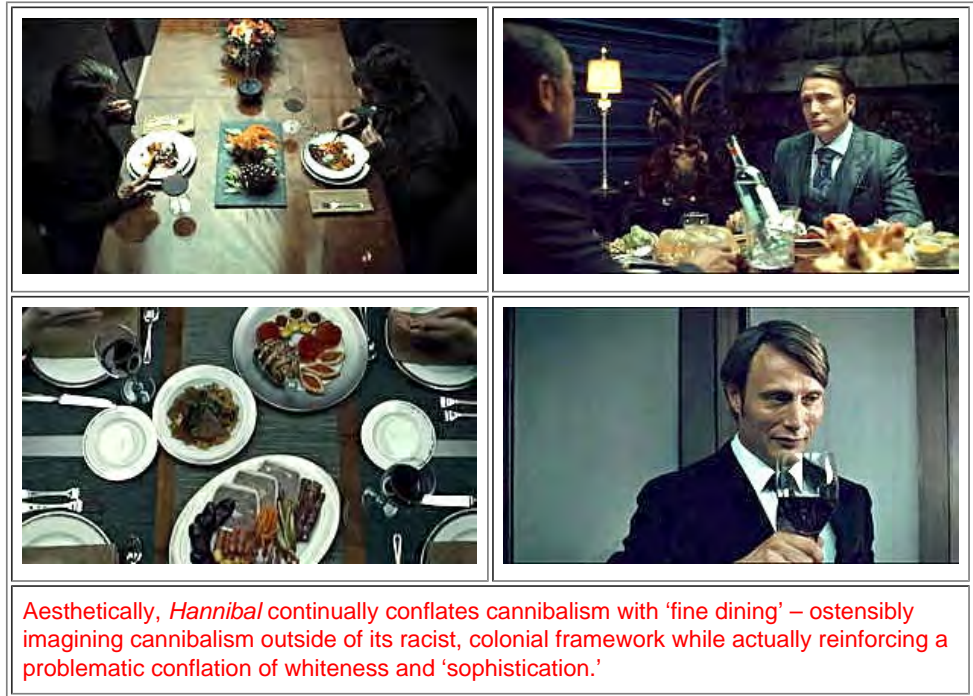 Aesthetically, Hannibal continually conflates cannibalism with ‘fine dining’ – ostensibly
imagining cannibalism outside of its racist, colonial framework while actually reinforcing a
problematic conflation of whiteness and ‘sophistication.’